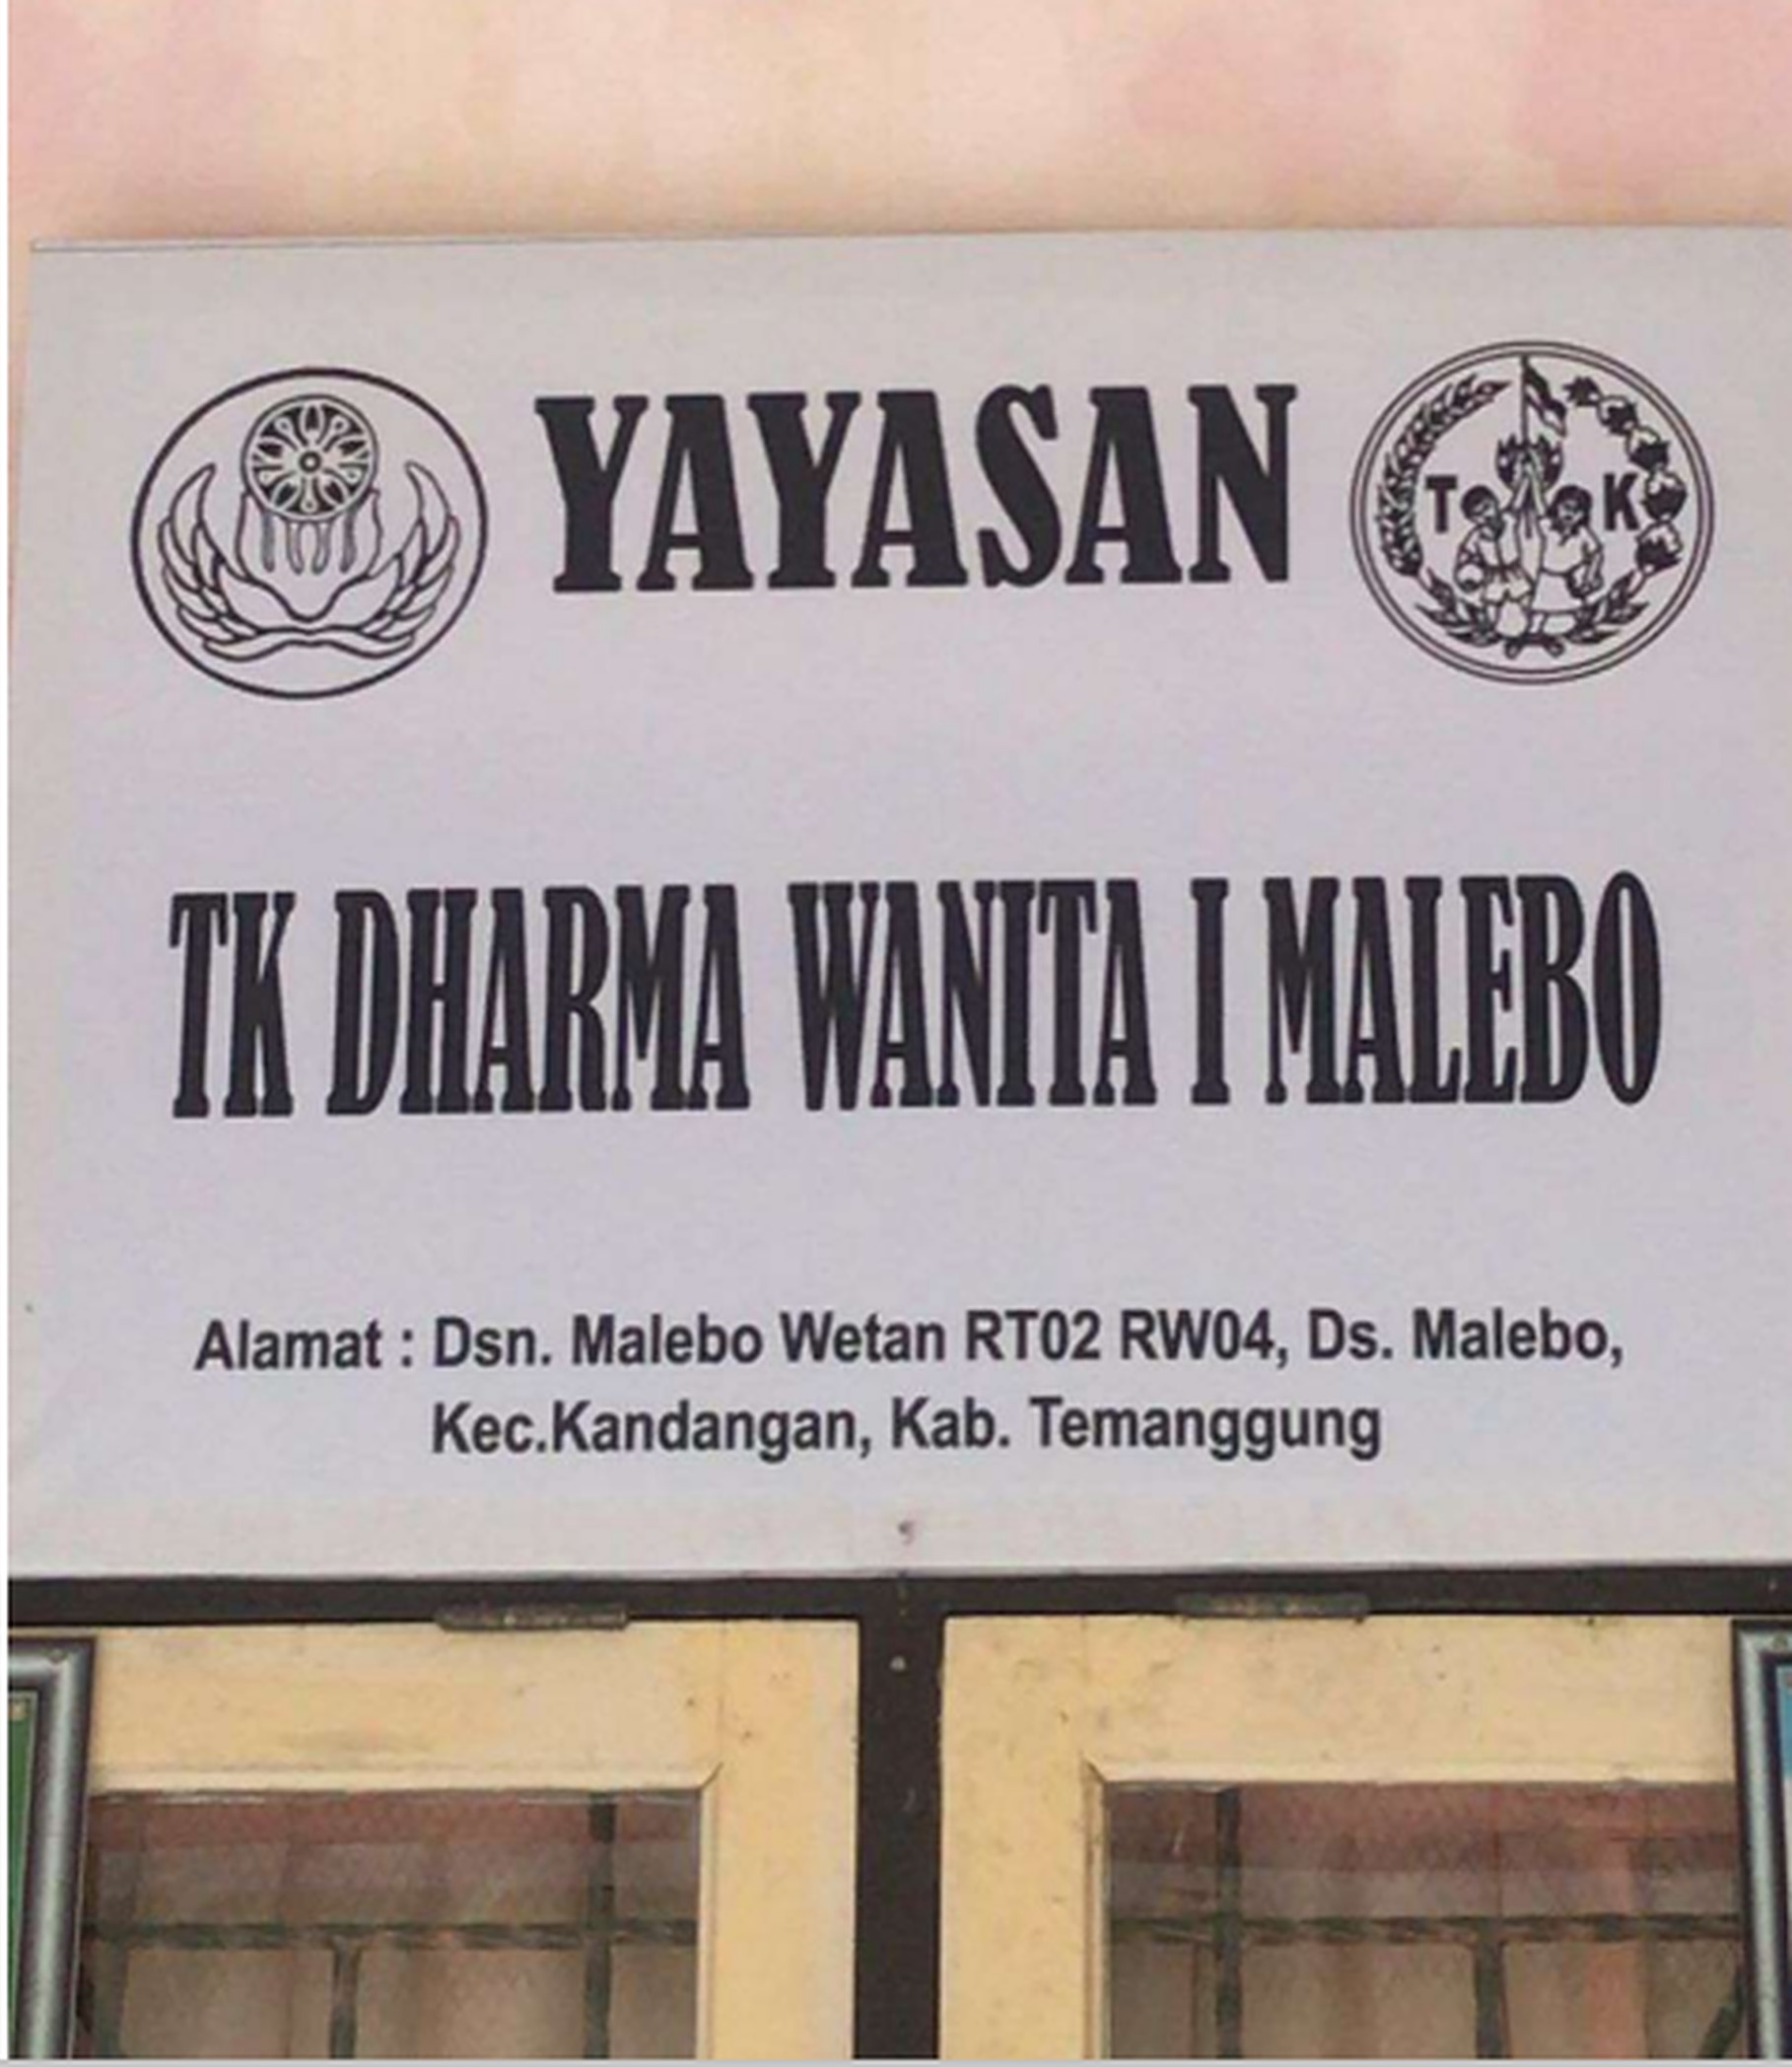 YAYASAN
T K
TK DHARMA WANITA I MALEBO
Alamat : Dsn. Malebo Wetan RT02 RW04, Ds. Malebo,
Kec.Kandangan, Kab. Temanggung